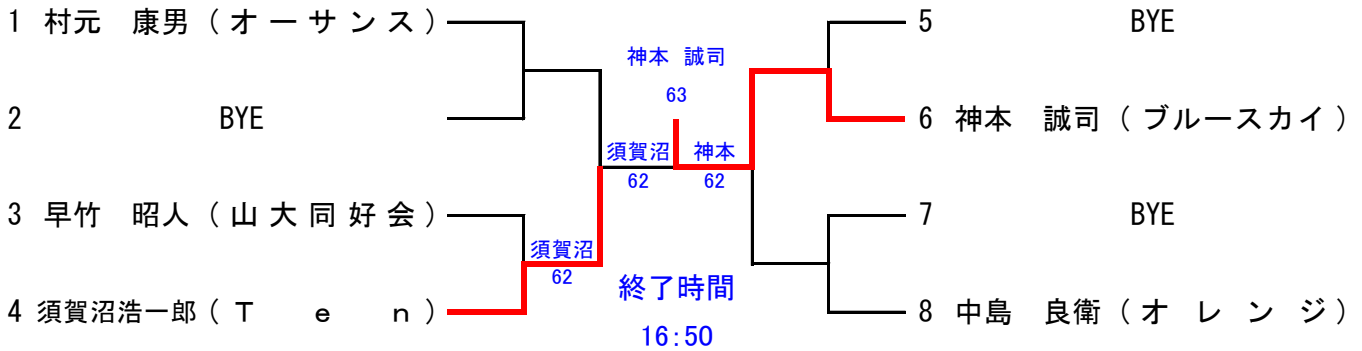 1 村元 康男 ( オーサンス )
2 BYE
3 早竹 昭人 ( 山大同好会 )
4 須賀沼浩一郎 ( Ten )
須賀沼
62
須賀沼
62
神本 誠司
63
神本
62
終了時間
16:50
5 BYE
6 神本 誠司 ( ブルースカイ )
7 BYE
8 中島 良衛 ( オレンジ )